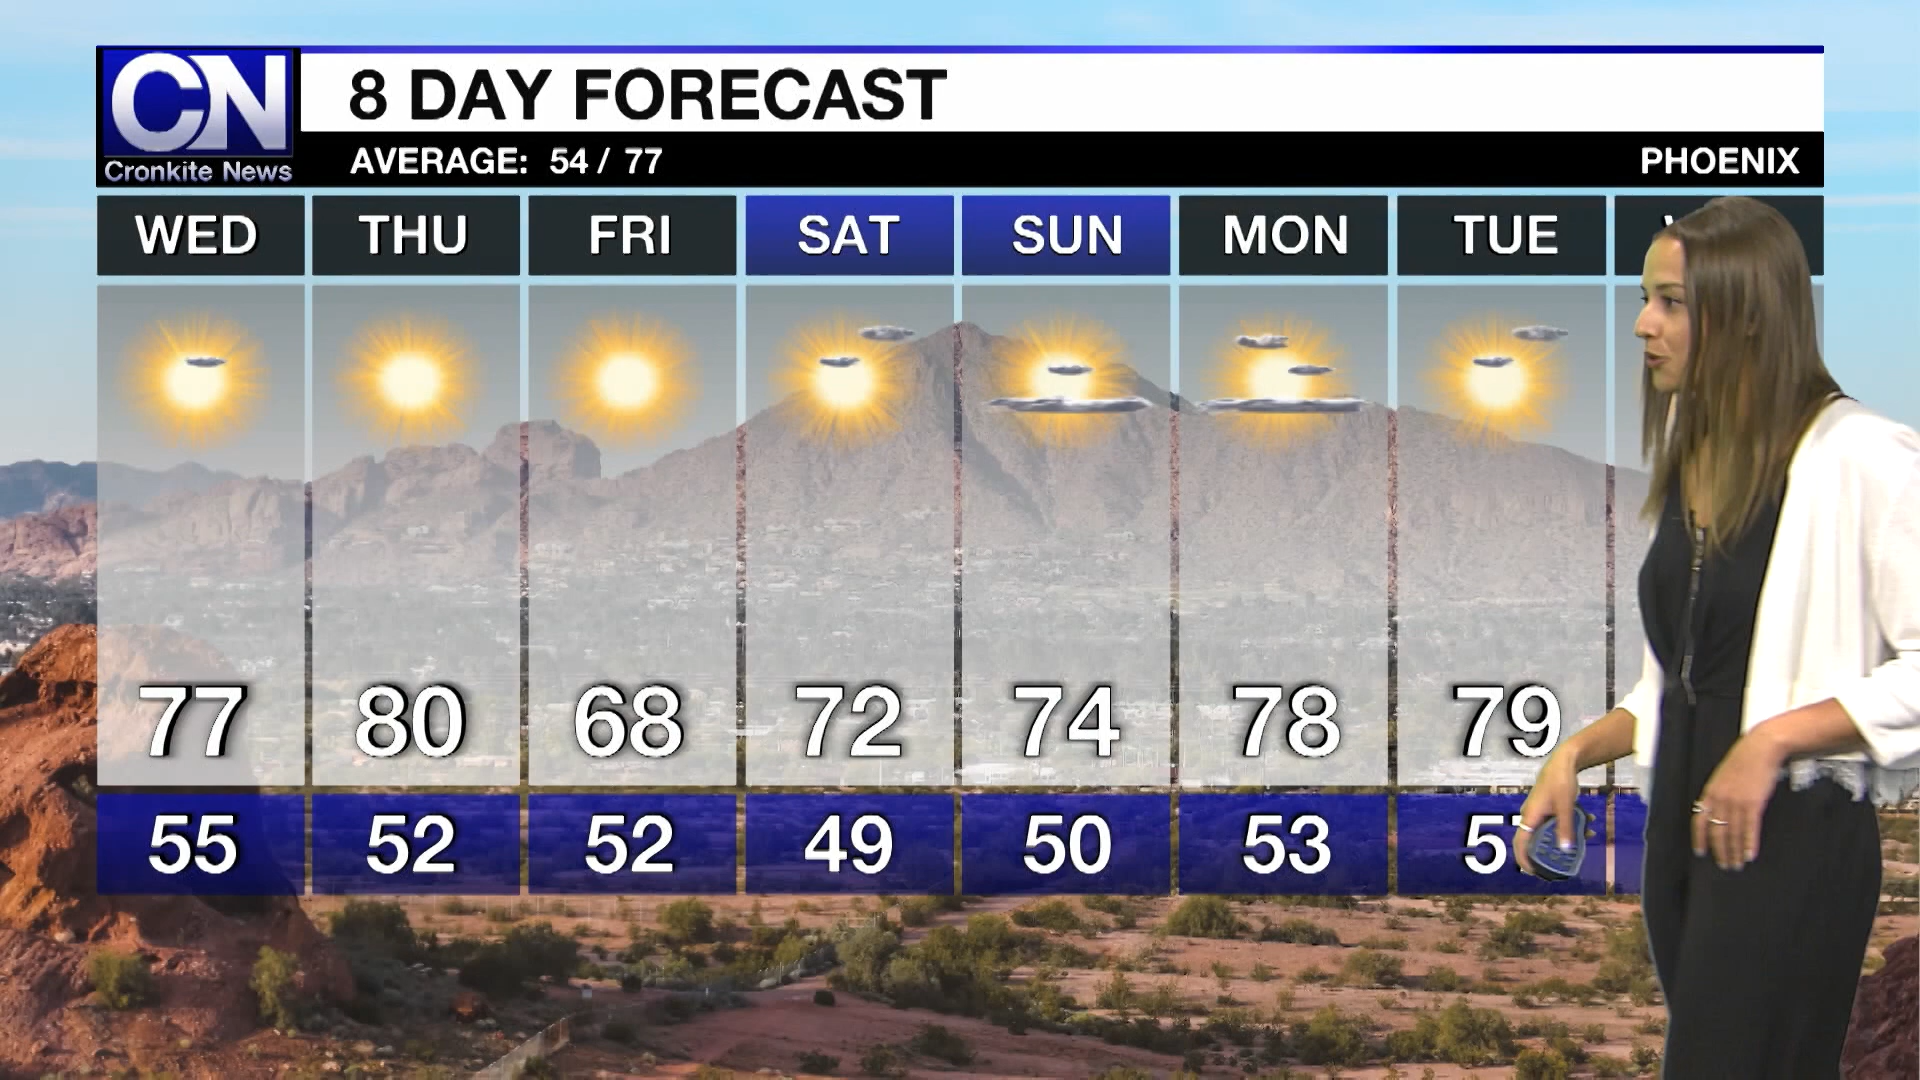 CN
Cronkite News
8 DAY FORECAST
AVERAGE: 54 / 77
PHOENIX
WED THU FRI SAT SUN MON TUE
77 80 68 72 74 78 79
55 52 52 49 50 53